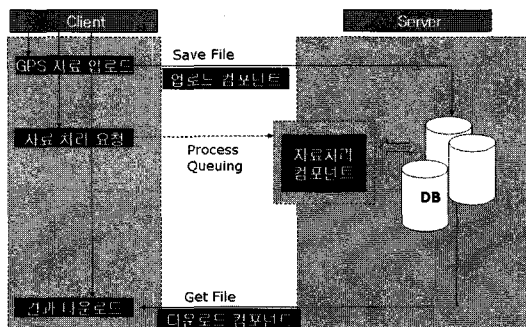 Client
Server
Save File
GPS 자료 업로드
업로드 컴포넌트
자료 처리 요청
Process
Queuing
자료처리
컴포넌트
DB
Get File
결과 다운로드
다운로드 컴포넌트